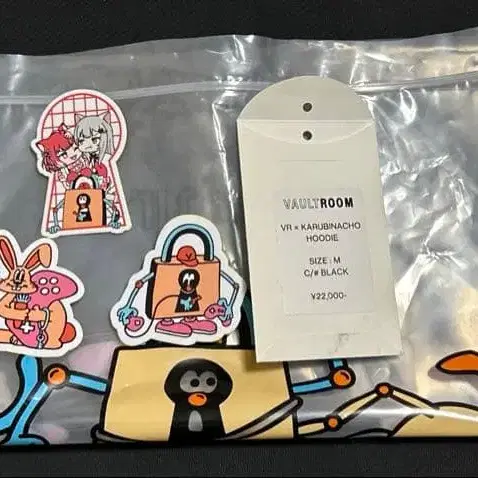 VAULTROOM
VR × KARUBINACHO
HOODIE
SIZE : M
C/# BLACK
¥22,000-